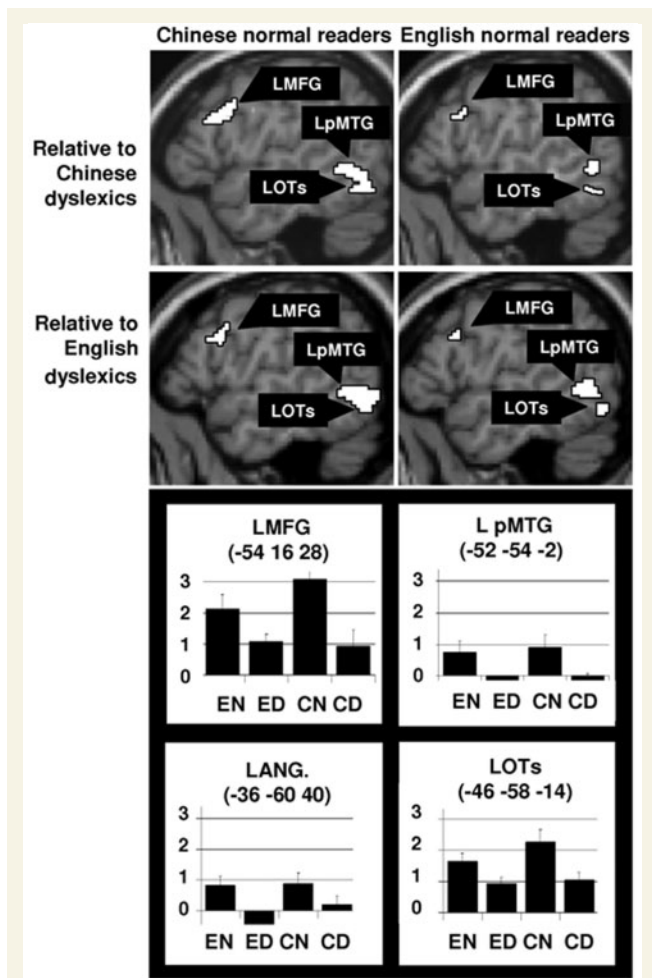 Chinese normal readers English normal readers
Relative to
Chinese
dyslexics
LMFG
LpMTG
LOTs
LMFG
LpMTG
LOTs
Relative to
English
dyslexics
LMFG
LpMTG
LOTs
LMFG
LpMTG
LOTs
LMFG
(-54 16 28)
3
2
1
0
EN ED CN CD
L pMTG
(-52 -54 -2)
3
2
1
0
EN ED CN CD
LANG.
(-36 -60 40)
3
2
1
0
EN ED CN CD
LOTs
(-46 -58 -14)
3
2
1
0
EN ED CN CD